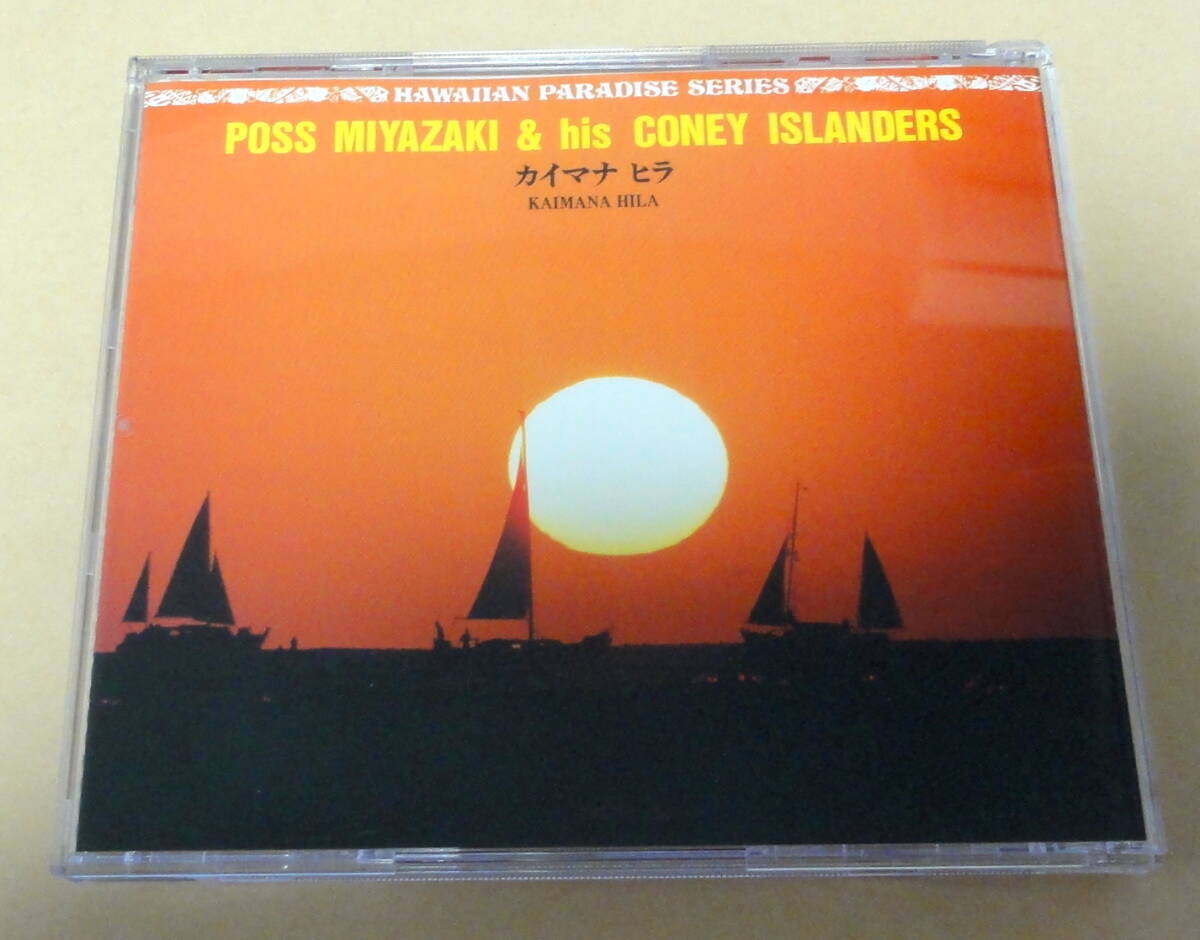 HAWAIIAN PARADISE SERIES
POSS MIYAZAKI & his CONEY ISLANDERS
カイマナ ヒラ
KAIMANA HILA